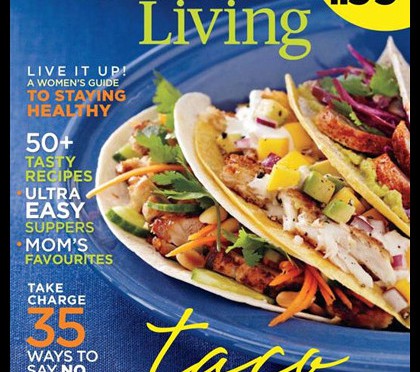 Living
LIVE IT UP!
A WOMEN'S GUIDE
TO STAYING
HEALTHY
50+
TASTY
RECIPES
• ULTRA
EASY
SUPPERS
• MOM'S
FAVOURITES
TAKE
CHARGE
35
WAYS TO
SAY NO
taco